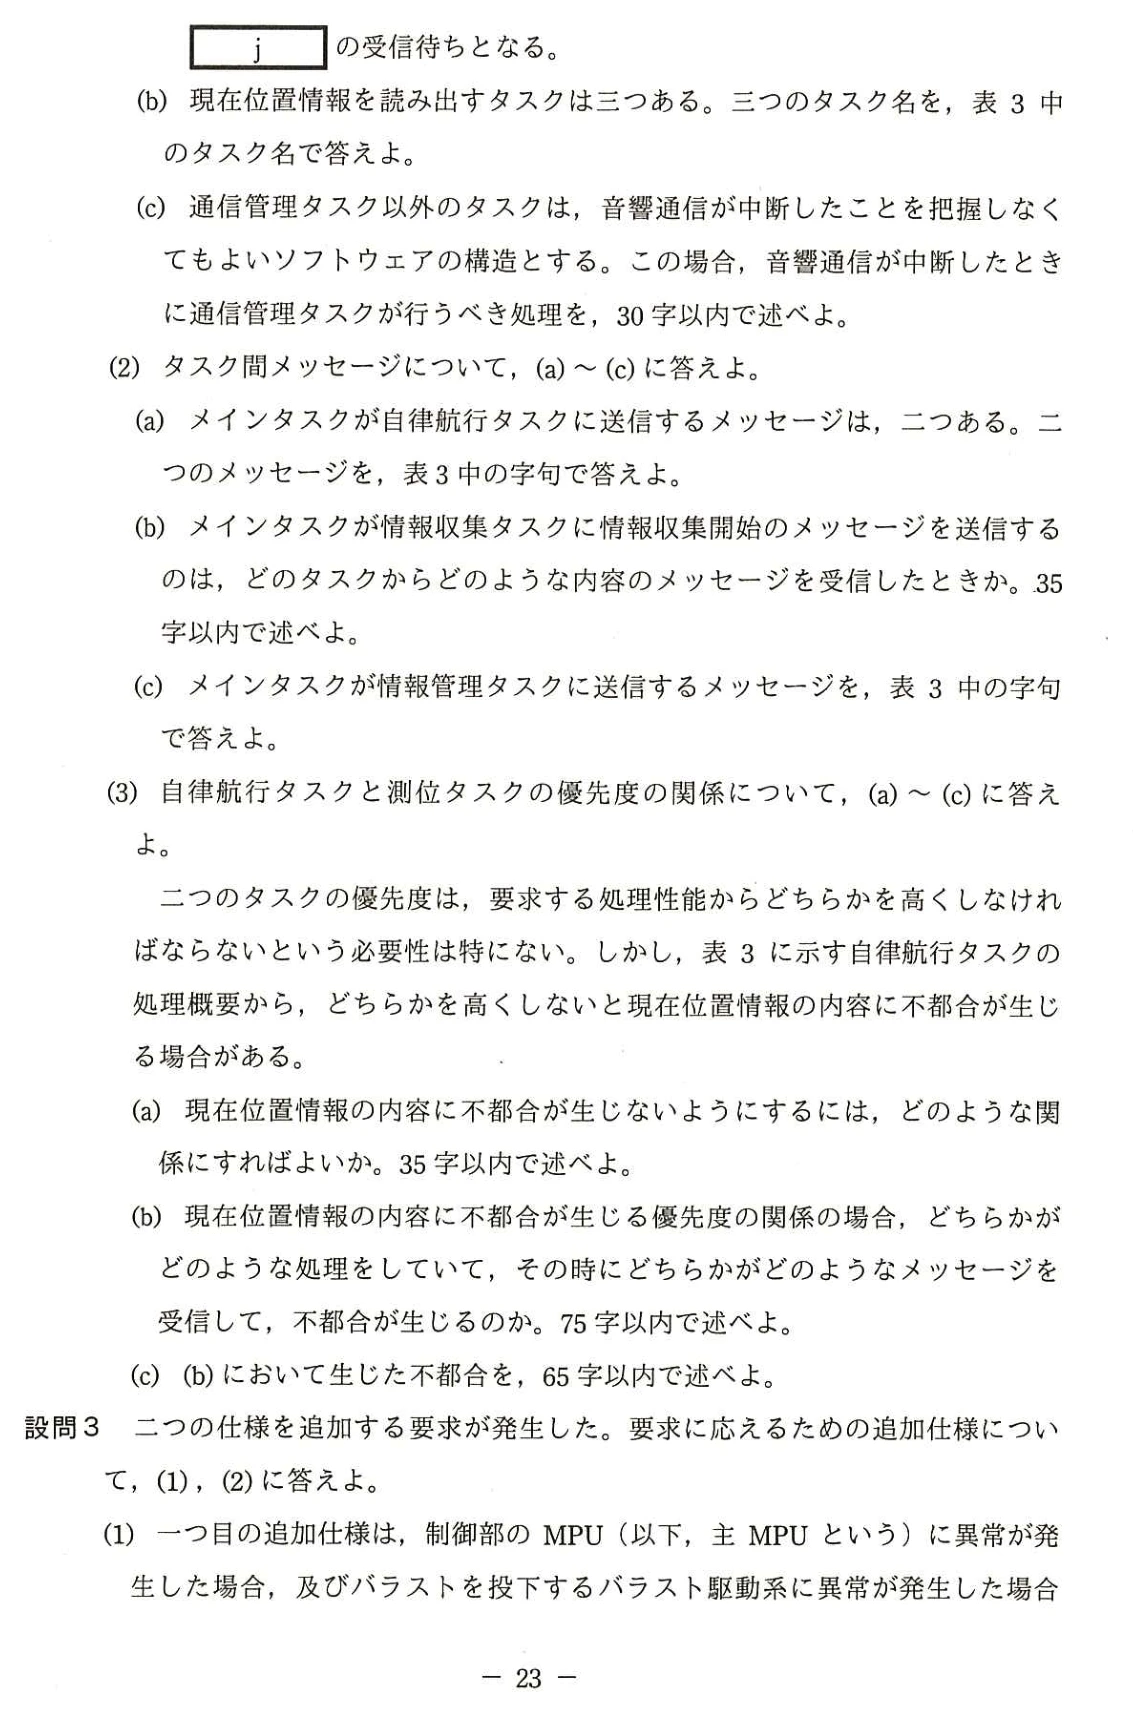 j の受信待ちとなる。
(b) 現在位置情報を読み出すタスクは三つある。三つのタスク名を，表 3 中
のタスク名で答えよ。
(c) 通信管理タスク以外のタスクは，音響通信が中断したことを把握しなく
てもよいソフトウェアの構造とする。この場合，音響通信が中断したとき
に通信管理タスクが行うべき処理を，30 字以内で述べよ。
(2) タスク間メッセージについて，(a) ～ (c) に答えよ。
(a) メインタスクが自律航行タスクに送信するメッセージは，二つある。二
つのメッセージを，表 3 中の字句で答えよ。
(b) メインタスクが情報収集タスクに情報収集開始のメッセージを送信する
のは，どのタスクからどのような内容のメッセージを受信したときか。35
字以内で述べよ。
(c) メインタスクが情報管理タスクに送信するメッセージを，表 3 中の字句
で答えよ。
(3) 自律航行タスクと測位タスクの優先度の関係について，(a) ～ (c) に答え
よ。
二つのタスクの優先度は，要求する処理性能からどちらかを高くしなけれ
ばならないという必要性は特にない。しかし，表 3 に示す自律航行タスクの
処理概要から，どちらかを高くしないと現在位置情報の内容に不都合が生じ
る場合がある。
(a) 現在位置情報の内容に不都合が生じないようにするには，どのような関
係にすればよいか。35 字以内で述べよ。
(b) 現在位置情報の内容に不都合が生じる優先度の関係の場合，どちらかが
どのような処理をしていて，その時にどちらかがどのようなメッセージを
受信して，不都合が生じるのか。75 字以内で述べよ。
(c) (b) において生じた不都合を，65 字以内で述べよ。
設問３ 二つの仕様を追加する要求が発生した。要求に応えるための追加仕様につい
て，(1)，(2) に答えよ。
(1) 一つ目の追加仕様は，制御部の MPU（以下，主 MPU という）に異常が発
生した場合，及びバラストを投下するバラスト駆動系に異常が発生した場合
－ 23 －